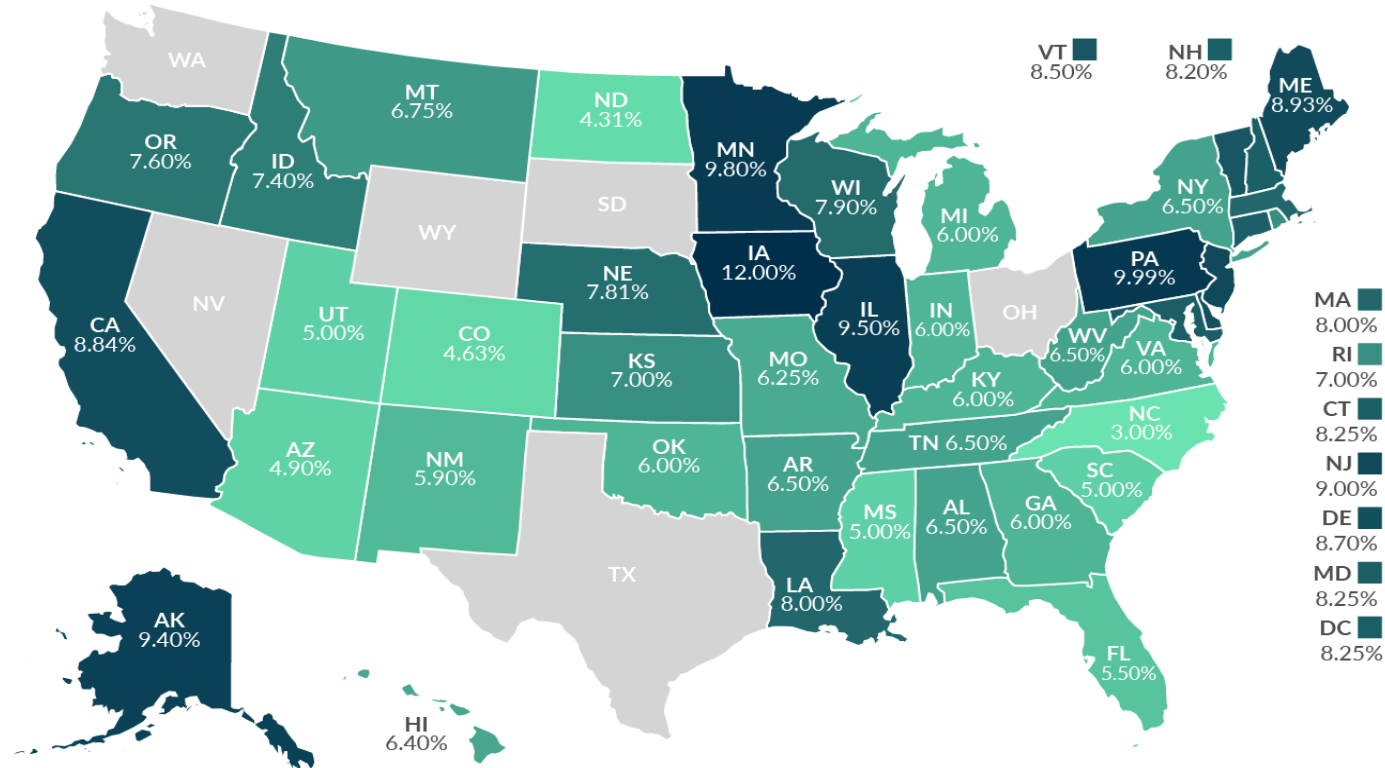 VT
8.50%
NH
8.20%
ME
8.93%
WA
MT
6.75%
ND
4.31%
OR
7.60%
ID
7.40%
MN
9.80%
WI
7.90%
NY
6.50%
SD
WY
MI
6.00%
IA
12.00%
PA
9.99%
NE
7.81%
NV
UT
5.00%
CO
4.63%
CA
8.84%
IL
9.50%
IN
6.00%
OH
WV
6.50%
VA
6.00%
MA
8.00%
RI
7.00%
CT
8.25%
NJ
9.00%
DE
8.70%
MD
8.25%
DC
8.25%
KS
7.00%
MO
6.25%
KY
6.00%
NC
3.00%
TN 6.50%
AZ
4.90%
NM
5.90%
OK
6.00%
AR
6.50%
SC
5.00%
MS
5.00%
AL
6.50%
GA
6.00%
TX
LA
8.00%
FL
5.50%
AK
9.40%
HI
6.40%